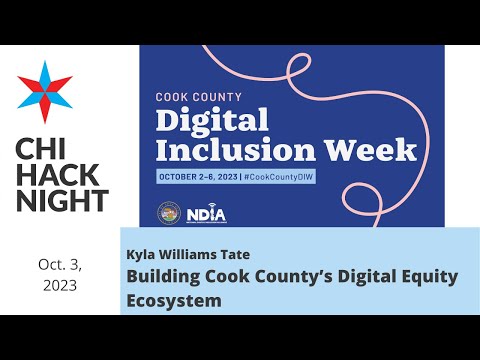 CHI
HACK
NIGHT
Oct. 3,
2023
COOK COUNTY
Digital
Inclusion Week
OCTOBER 2–6, 2023 | #CookCountyDIW
NDIA
Kyla Williams Tate
Building Cook County’s Digital Equity
Ecosystem